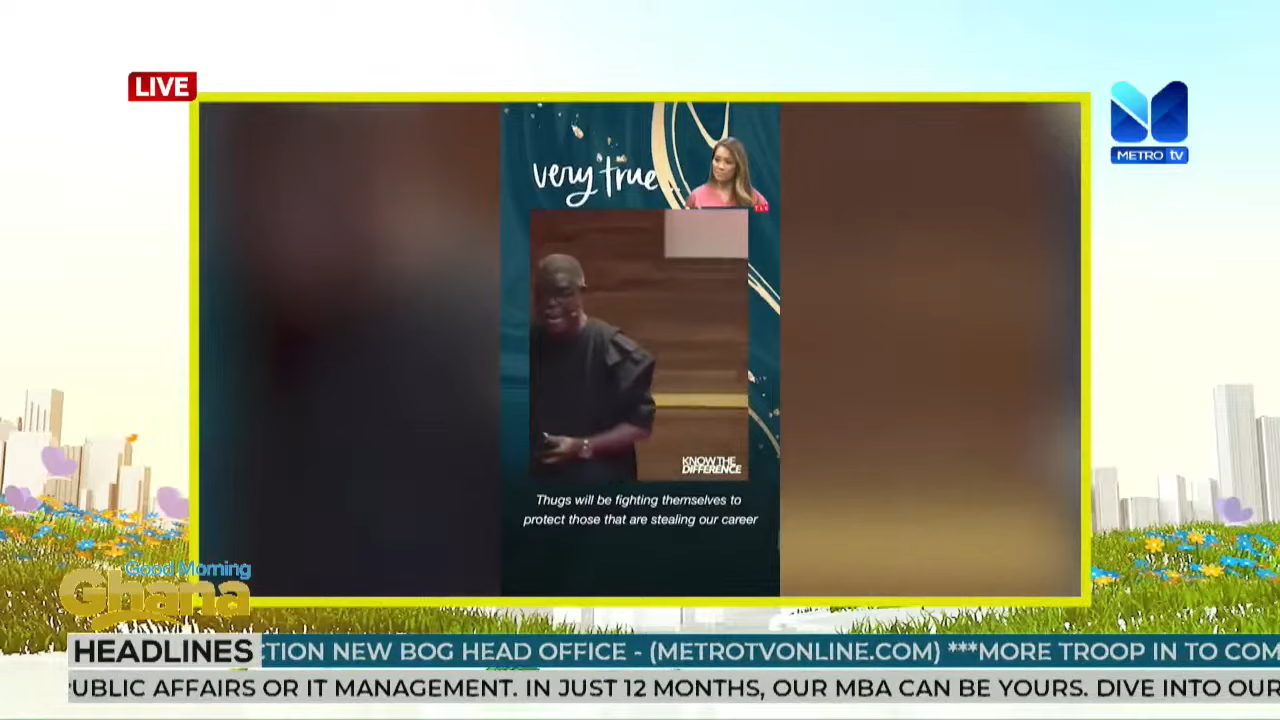 LIVE
METRO tv
very true
TLS
KNOW THE
DIFFERENCE
Thugs will be fighting themselves to
protect those that are stealing our career
Good Morning
Ghana
HEADLINES
CTION NEW BOG HEAD OFFICE - (METROTVONLINE.COM) ***MORE TROOP IN TO COM
UBLIC AFFAIRS OR IT MANAGEMENT. IN JUST 12 MONTHS, OUR MBA CAN BE YOURS. DIVE INTO OUR